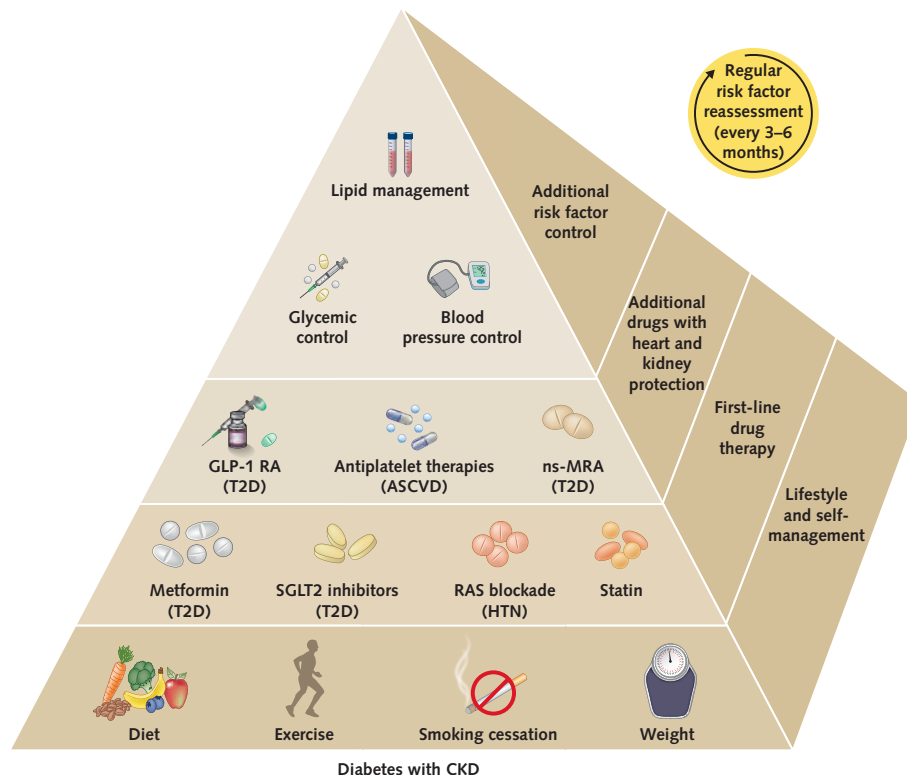 Regular
risk factor
reassessment
(every 3–6
months)
Lipid management
Additional
risk factor
control
Glycemic
control
Blood
pressure control
Additional
drugs with
heart and
kidney
protection
GLP-1 RA
(T2D)
Antiplatelet therapies
(ASCVD)
ns-MRA
(T2D)
First-line
drug
therapy
Metformin
(T2D)
SGLT2 inhibitors
(T2D)
RAS blockade
(HTN)
Statin
Lifestyle
and self-
management
Diet
Exercise
Smoking cessation
Weight
Diabetes with CKD